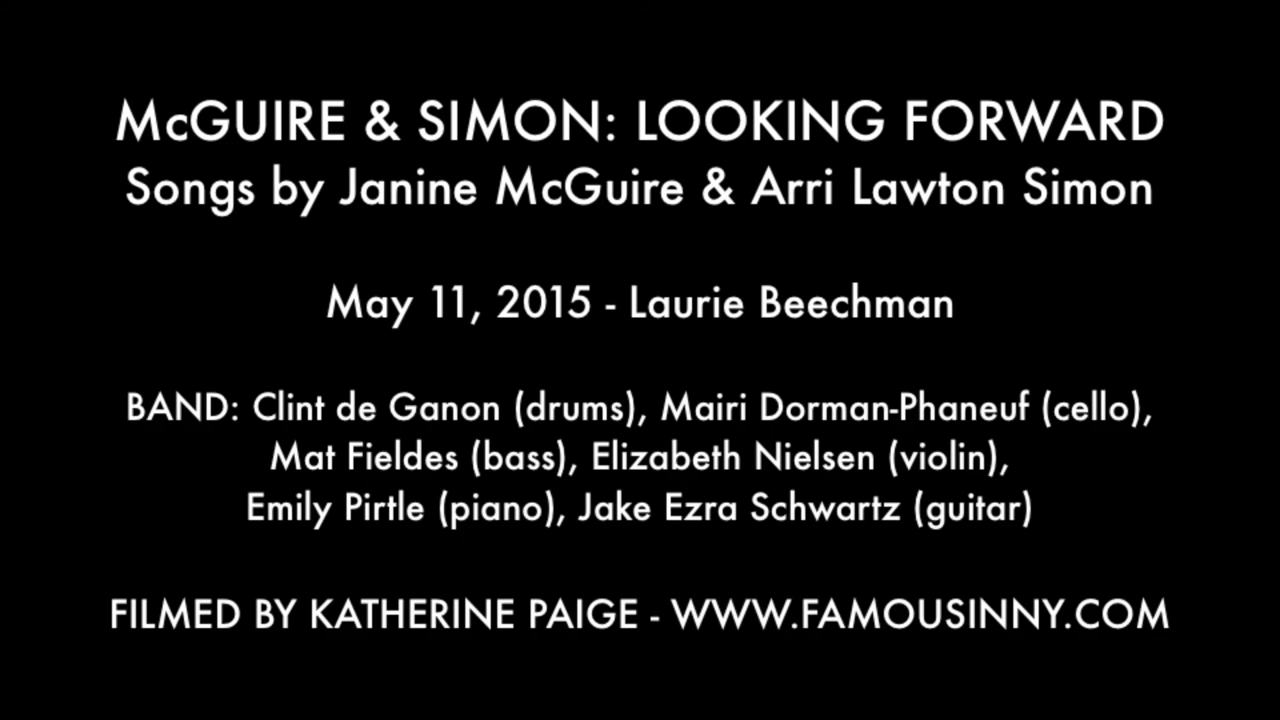 McGUIRE & SIMON: LOOKING FORWARD
Songs by Janine McGuire & Arri Lawton Simon
May 11, 2015 - Laurie Beechman
BAND: Clint de Ganon (drums), Mairi Dorman-Phaneuf (cello),
Mat Fieldes (bass), Elizabeth Nielsen (violin),
Emily Pirtle (piano), Jake Ezra Schwartz (guitar)
FILMED BY KATHERINE PAIGE - WWW.FAMOUSINNY.COM